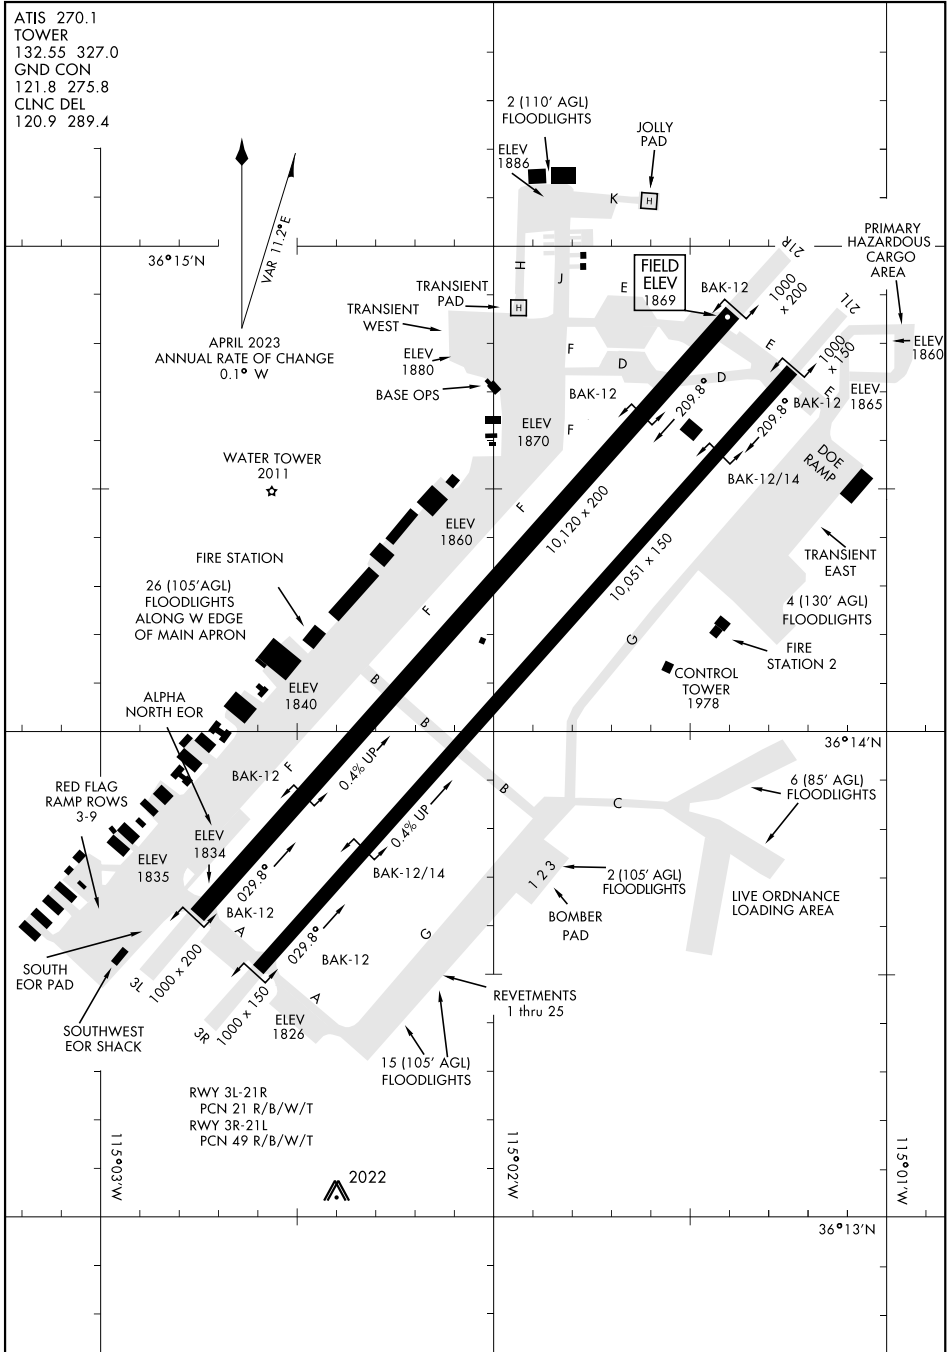 ATIS 270.1
TOWER
132.55 327.0
GND CON
121.8 275.8
CLNC DEL
120.9 289.4
2 (110' AGL)
FLOODLIGHTS
JOLLY
PAD
ELEV
1886
K
H
36°15'N
VAR 11.2° E
APRIL 2023
ANNUAL RATE OF CHANGE
0.1° W
PRIMARY
HAZARDOUS
CARGO
AREA
21R
1000
x 200
21L
1000
x 150
FIELD
ELEV
1869
BAK-12
H
J
E
TRANSIENT
PAD
H
TRANSIENT
WEST
ELEV
1880
BASE OPS
F
D
D
E
E
ELEV
1860
ELEV
1865
BAK-12
209.8°
BAK-12
209.8°
ELEV
1870
F
BAK-12/14
DOE
RAMP
WATER TOWER
2011
F
ELEV
1860
10,120 x 200
10,051 x 150
TRANSIENT
EAST
FIRE STATION
26 (105'AGL)
FLOODLIGHTS
ALONG W EDGE
OF MAIN APRON
F
G
4 (130' AGL)
FLOODLIGHTS
FIRE
STATION 2
CONTROL
TOWER
1978
B
B
ELEV
1840
ALPHA
NORTH EOR
36°14'N
BAK-12
F
0.4% UP
0.4% UP
B
C
6 (85' AGL)
FLOODLIGHTS
RED FLAG
RAMP ROWS
3-9
ELEV
1834
ELEV
1835
029.8°
BAK-12/14
1 2 3
2 (105' AGL)
FLOODLIGHTS
BOMBER
PAD
LIVE ORDNANCE
LOADING AREA
BAK-12
A
029.8°
BAK-12
G
SOUTH
EOR PAD
3L
1000 x 200
3R
1000 x 150
A
ELEV
1826
REVETMENTS
1 thru 25
SOUTHWEST
EOR SHACK
15 (105' AGL)
FLOODLIGHTS
RWY 3L-21R
PCN 21 R/B/W/T
RWY 3R-21L
PCN 49 R/B/W/T
115°03'W
115°02'W
115°01'W
2022
36°13'N